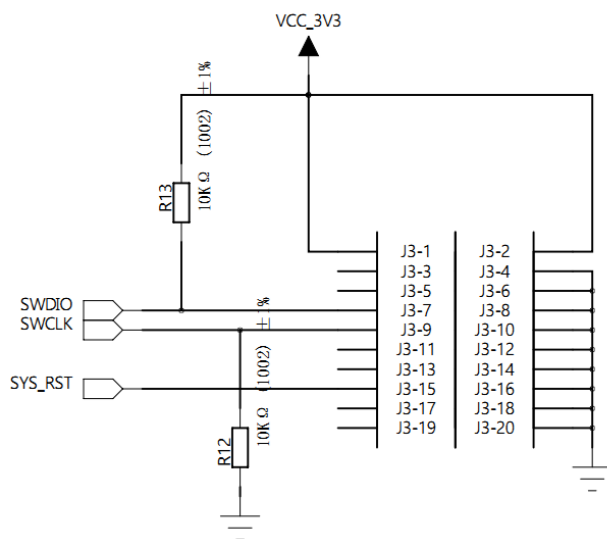 VCC_3V3
±1%
10KΩ (1002)
R13
J3-1 J3-2
J3-3 J3-4
J3-5 J3-6
SWDIO J3-7 J3-8
SWCLK J3-9 J3-10
±1%
10KΩ (1002)
R12
J3-11 J3-12
J3-13 J3-14
SYS_RST J3-15 J3-16
J3-17 J3-18
J3-19 J3-20